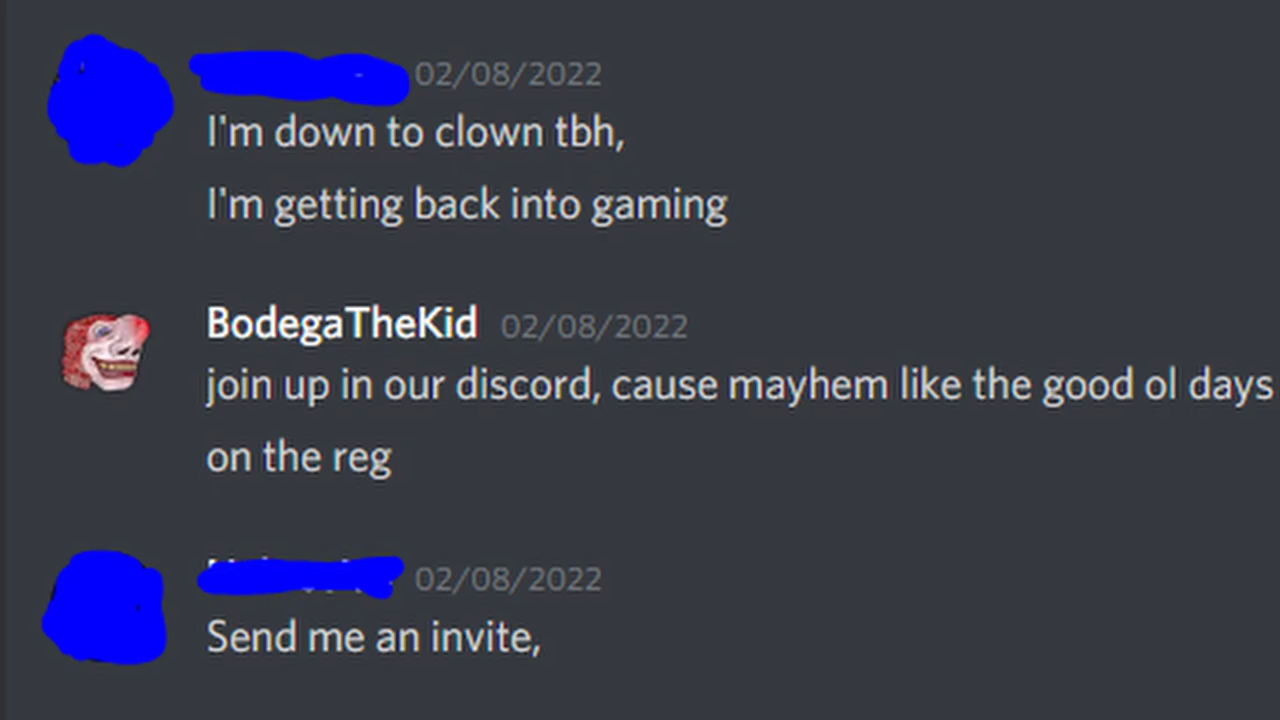 02/08/2022
I'm down to clown tbh,
I'm getting back into gaming
BodegaTheKid 02/08/2022
join up in our discord, cause mayhem like the good ol days
on the reg
02/08/2022
Send me an invite,